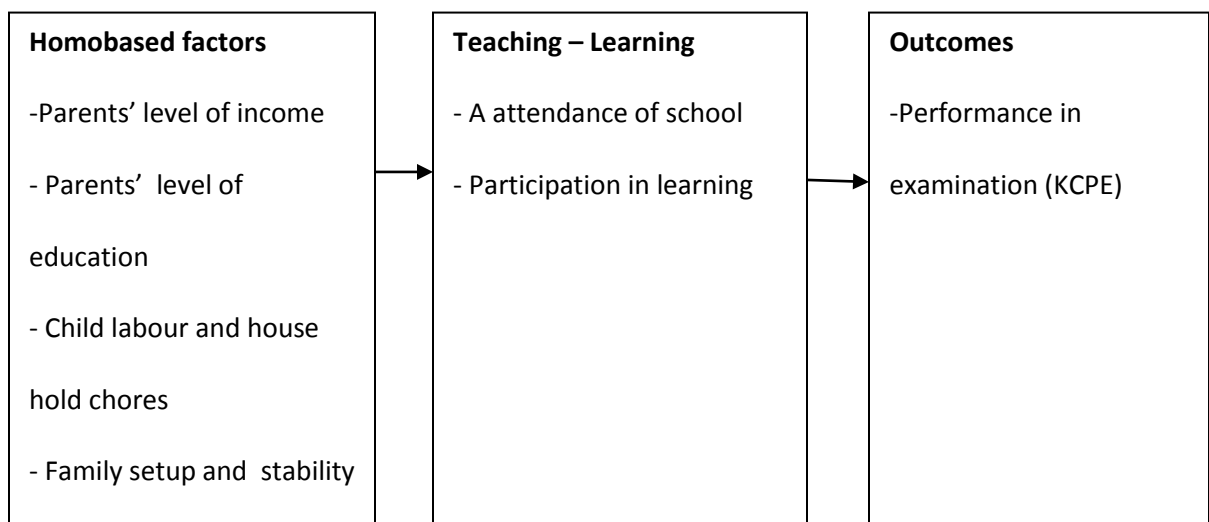 Homobased factors
-Parents’ level of income
- Parents’ level of
education
- Child labour and house
hold chores
- Family setup and stability
Teaching – Learning
- A attendance of school
- Participation in learning
Outcomes
-Performance in
examination (KCPE)